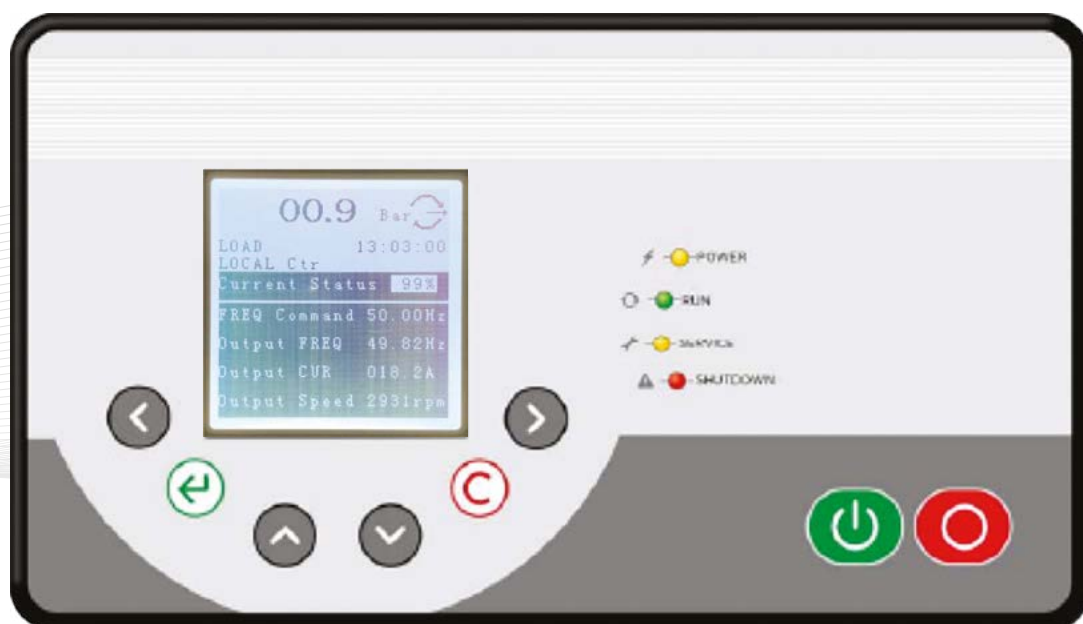 00.9 Bar
LOAD 13:03:00
LOCAL Ctr
Current Status 99%
FREQ Command 50.00Hz
Output FREQ 49.82Hz
Output CUR 018.2A
Output Speed 2931rpm
POWER
RUN
SERVICE
SHUTDOWN
C